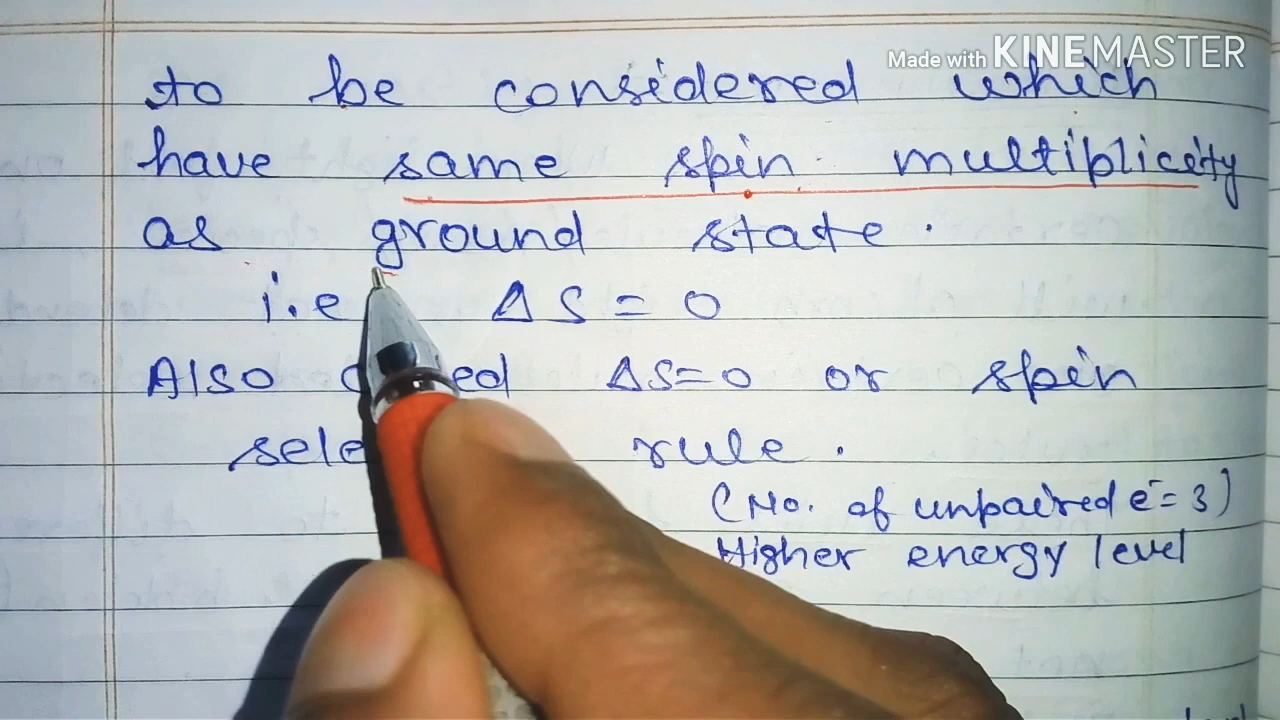 Made with KINEMASTER
to be considered which
have same spin multiplicity
as ground state.
i.e ΔS = 0
Also ΔS=0 or spin
rule.
(No. of unpaired e⁻= 3)
Higher energy level